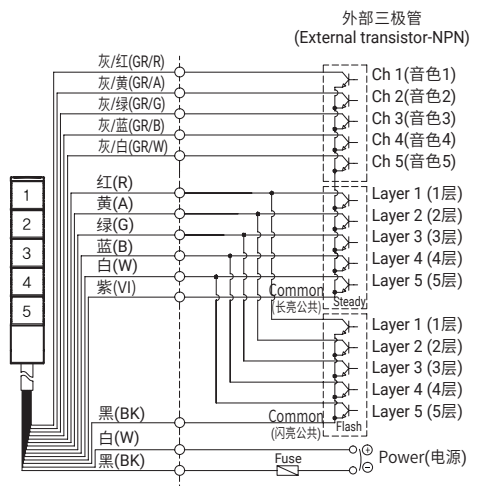 外部三极管
(External transistor-NPN)
灰/红(GR/R)
灰/黄(GR/A)
灰/绿(GR/G)
灰/蓝(GR/B)
灰/白(GR/W)
Ch 1(音色1)
Ch 2(音色2)
Ch 3(音色3)
Ch 4(音色4)
Ch 5(音色5)
1
2
3
4
5
红(R)
黄(A)
绿(G)
蓝(B)
白(W)
紫(VI)
Layer 1 (1层)
Layer 2 (2层)
Layer 3 (3层)
Layer 4 (4层)
Layer 5 (5层)
Common
(长亮公共)
Steady
Layer 1 (1层)
Layer 2 (2层)
Layer 3 (3层)
Layer 4 (4层)
Layer 5 (5层)
黑(BK)
Common
(闪亮公共)
Flash
白(W)
黑(BK)
Fuse
Power(电源)